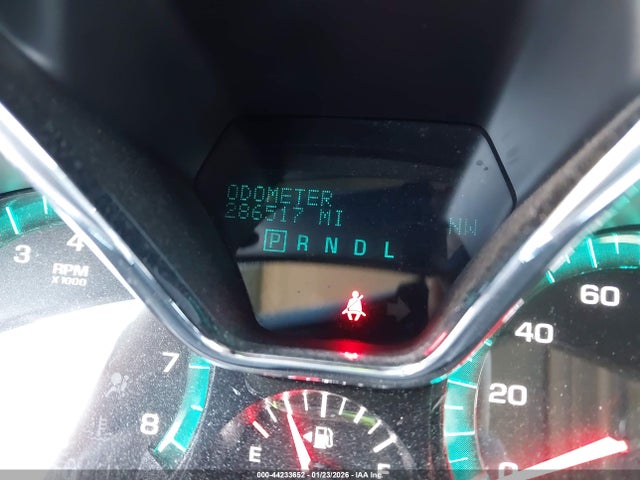 ODOMETER
286517 MI NW
P R N D L
3 4
RPM
X1000
7
8
E F
60
40
20
0
000-44233652 - 01/23/2026 - IAA Inc.